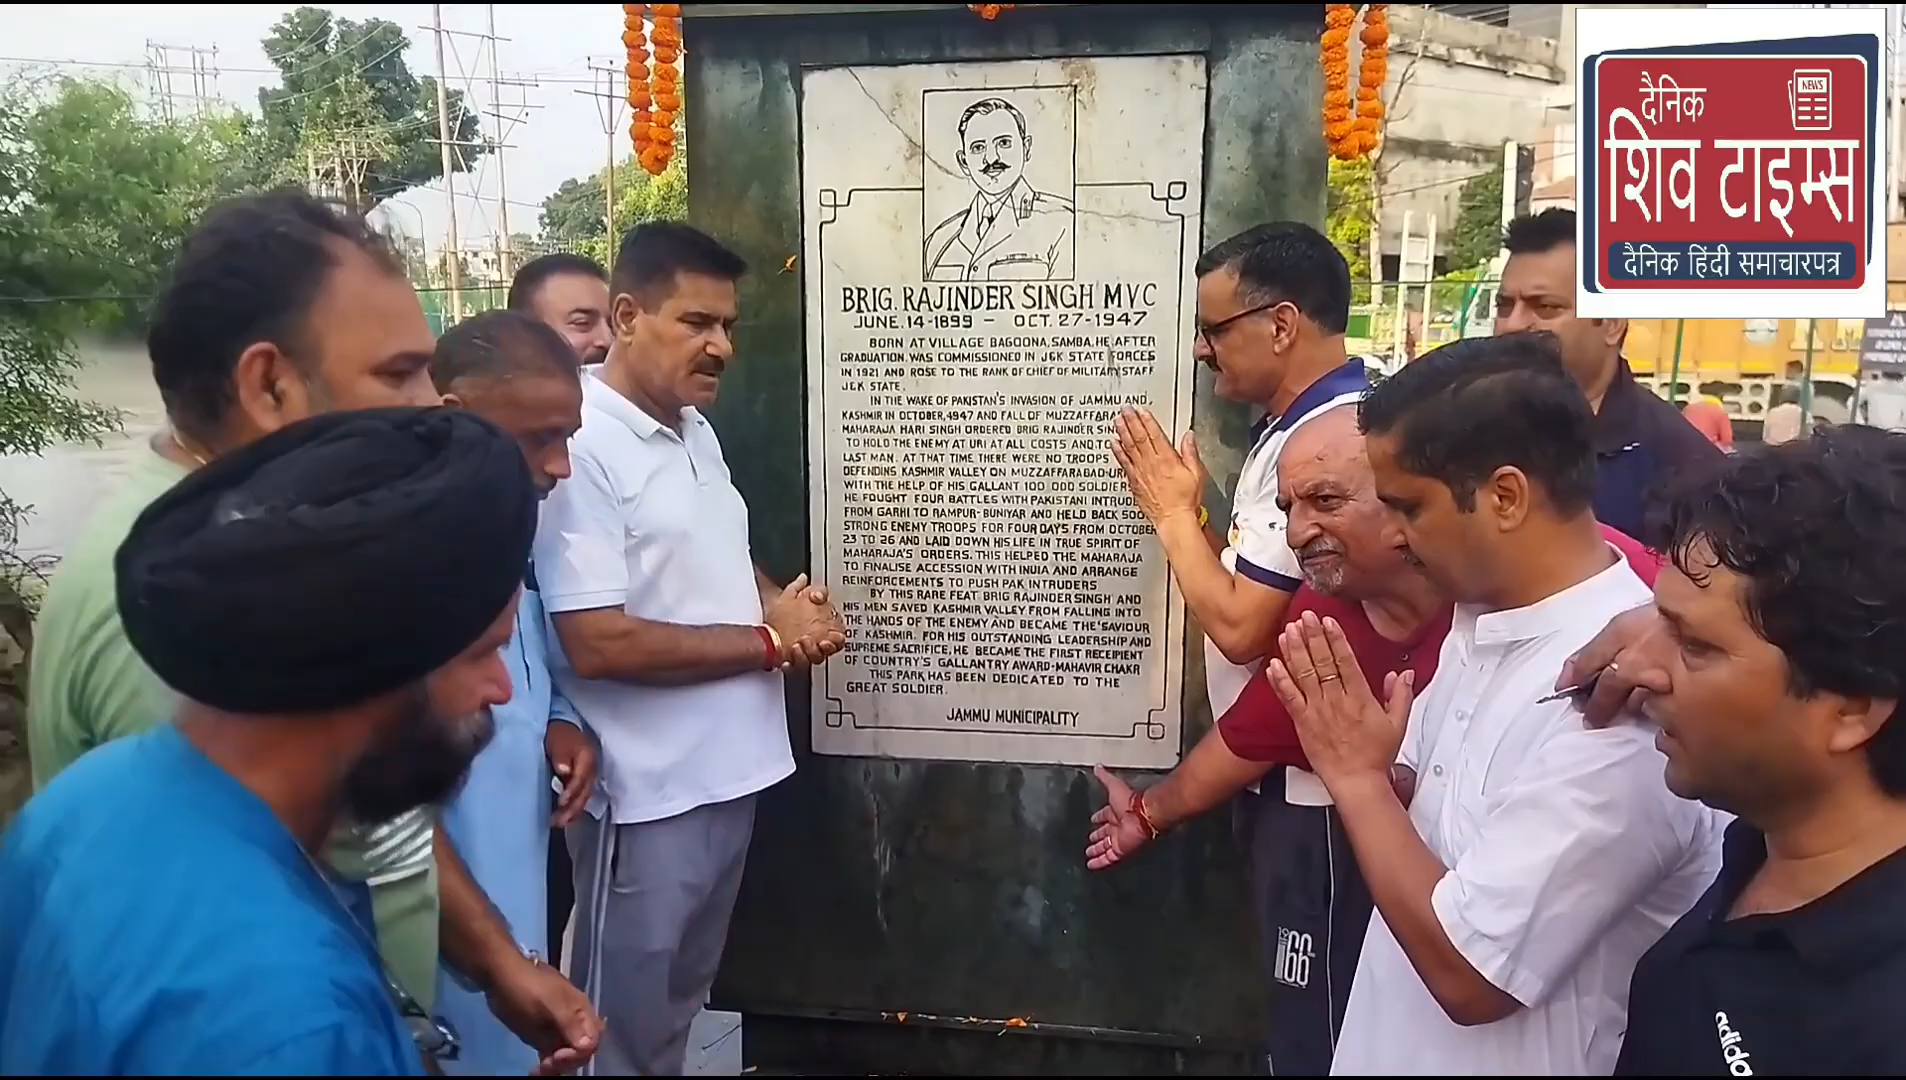 दैनिक
NEWS
शिव टाइम्स
दैनिक हिंदी समाचारपत्र
BRIG. RAJINDER SINGH MVC
JUNE. 14-1899 - OCT. 27-1947
BORN AT VILLAGE BAGOONA, SAMBA, HE AFTER
GRADUATION. WAS COMMISSIONED IN J&K STATE FORCES
IN 1921 AND ROSE TO THE RANK OF CHIEF OF MILITARY STAFF
J&K STATE.
IN THE WAKE OF PAKISTAN'S INVASION OF JAMMU AND,
KASHMIR IN OCTOBER, 1947 AND FALL OF MUZZAFFARA
MAHARAJA HARI SINGH ORDERED BRIG RAJINDER SIN
TO HOLD THE ENEMY AT URI AT ALL COSTS AND TO
LAST MAN. AT THAT TIME THERE WERE NO TROOPS
DEFENDING KASHMIR VALLEY ON MUZZAFFARABAD-UR
WITH THE HELP OF HIS GALLANT 100 000 SOLDIERS
HE FOUGHT FOUR BATTLES WITH PAKISTANI INTRUD
FROM GARHI TO RAMPUR-BUNIYAR AND HELD BACK 500
STRONG ENEMY TROOPS FOR FOUR DAYS FROM OCTOBER
23 TO 26 AND LAID DOWN HIS LIFE IN TRUE SPIRIT OF
MAHARAJA'S ORDERS. THIS HELPED THE MAHARAJA
TO FINALISE ACCESSION WITH INDIA AND ARRANGE
REINFORCEMENTS TO PUSH PAK INTRUDERS
BY THIS RARE FEAT BRIG RAJINDER SINGH AND
HIS MEN SAVED KASHMIR VALLEY FROM FALLING INTO
THE HANDS OF THE ENEMY AND BECAME THE 'SAVIOUR
OF KASHMIR. FOR HIS OUTSTANDING LEADERSHIP AND
SUPREME SACRIFICE, HE BECAME THE FIRST RECEIPIENT
OF COUNTRY'S GALLANTRY AWARD-MAHAVIR CHAKR
THIS PARK HAS BEEN DEDICATED TO THE
GREAT SOLDIER.
JAMMU MUNICIPALITY
66
adidas